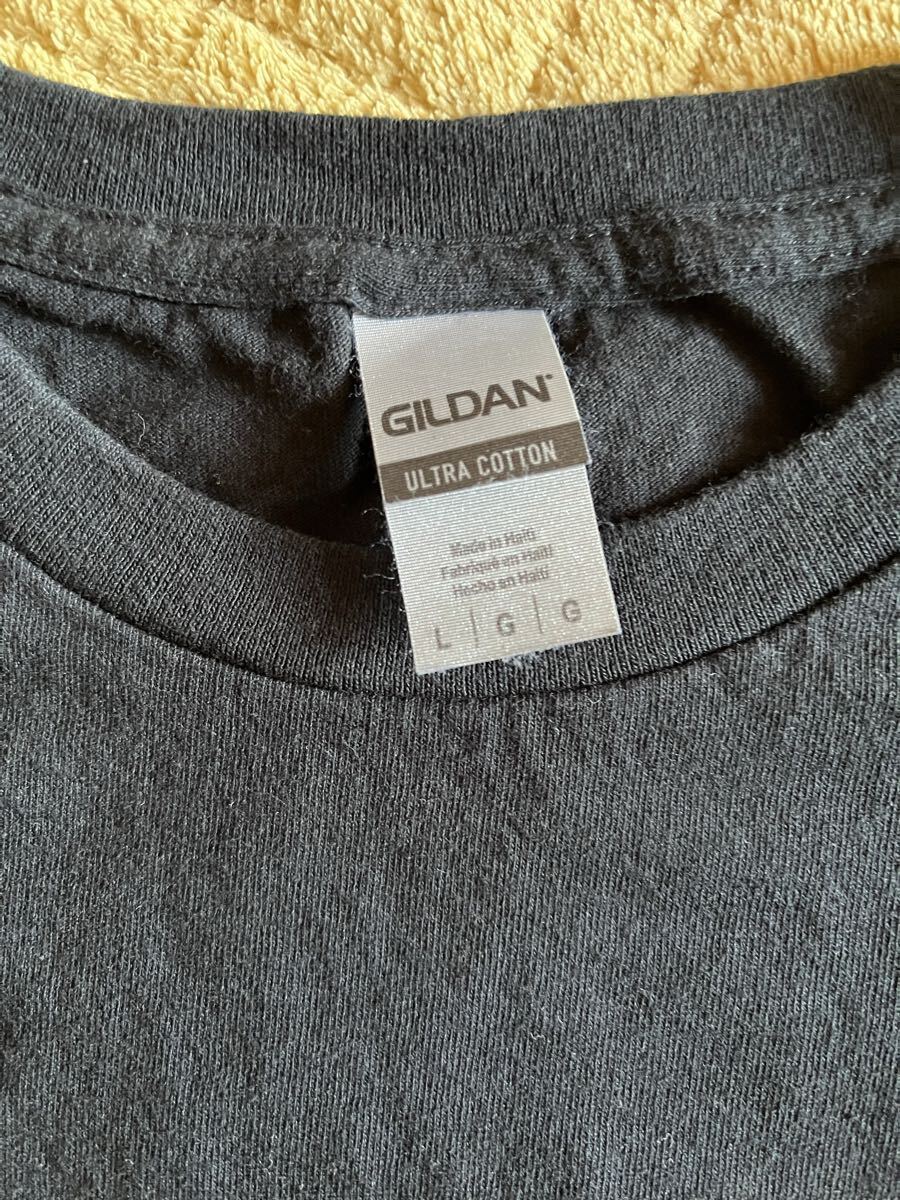 GILDAN
ULTRA COTTON
Made in Haiti
Fabriqué en Haïti
Hecho en Haití
L | G | G